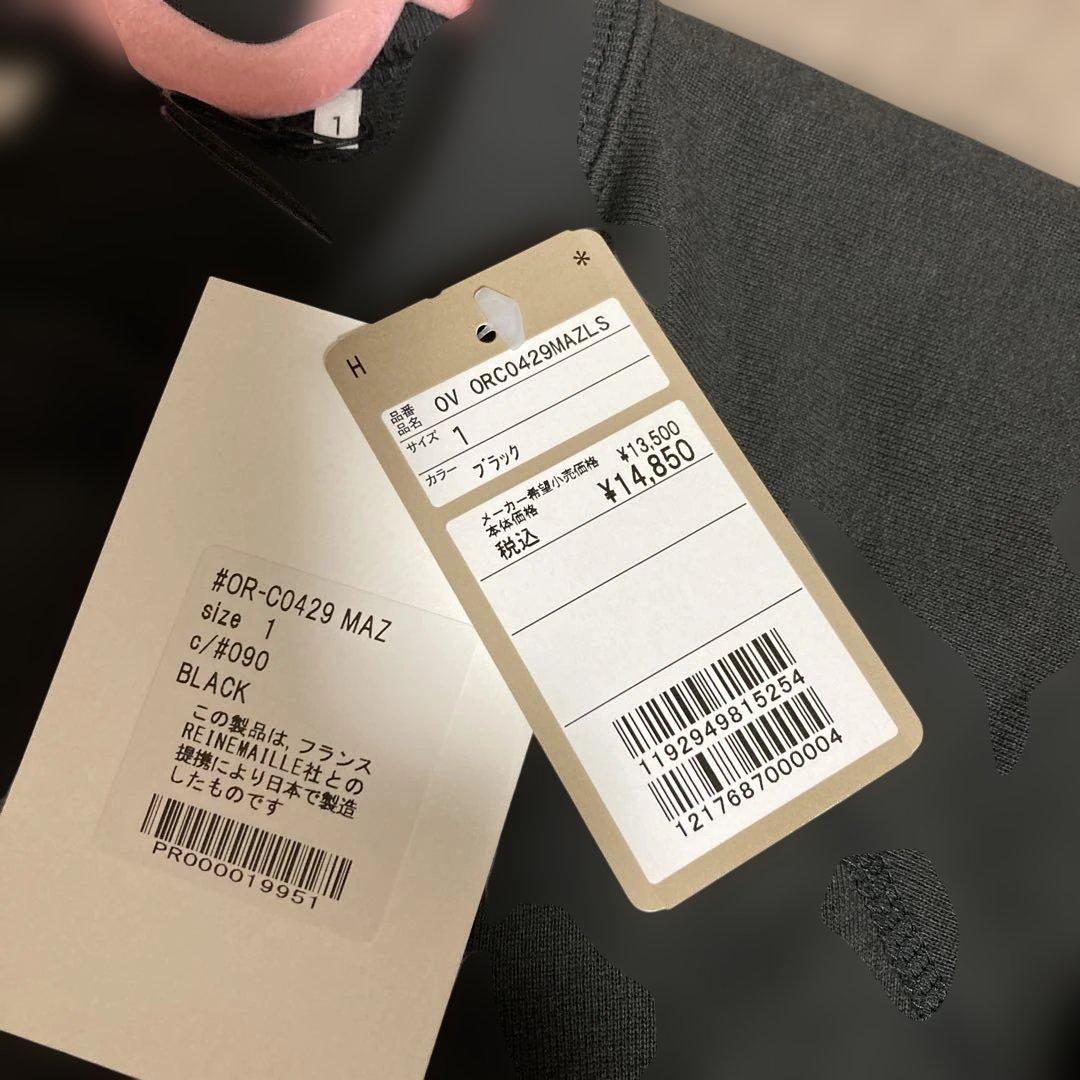 1
*
H
品番
品名 OV ORC0429MAZLS
サイズ 1
カラー ブラック
メーカー希望小売価格
本体価格 ¥13,500
税込 ¥14,850
1192949815254
1217687000004
#OR-C0429 MAZ
size 1
c/#090
BLACK
この製品は,フランス
REINEMAILLE社との
提携により日本で製造
したものです
PR000019951